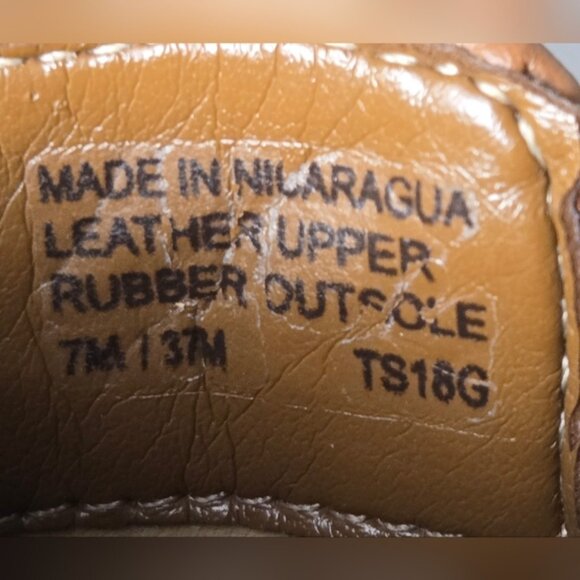 MADE IN NICARAGUA
LEATHER UPPER
RUBBER OUTSOLE
7M | 37M TS18G